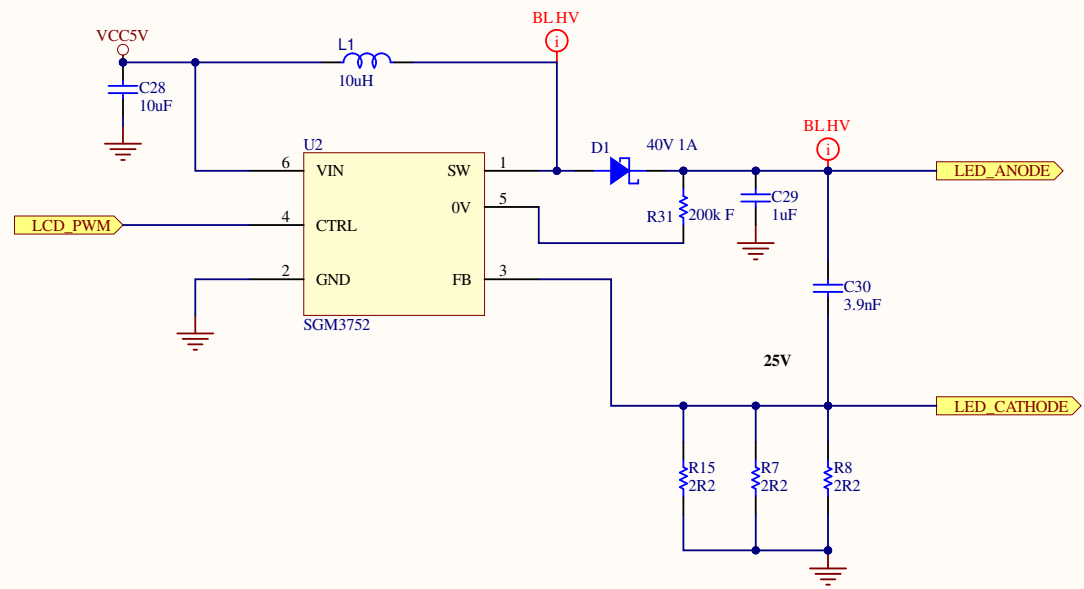 BL HV
i
VCC5V
L1
10uH
C28
10uF
U2
SGM3752
6
VIN
4
CTRL
2
GND
SW
1
0V
5
FB
3
LCD_PWM
D1
40V 1A
R31
200k F
C29
1uF
BL HV
i
LED_ANODE
C30
3.9nF
25V
LED_CATHODE
R15
2R2
R7
2R2
R8
2R2